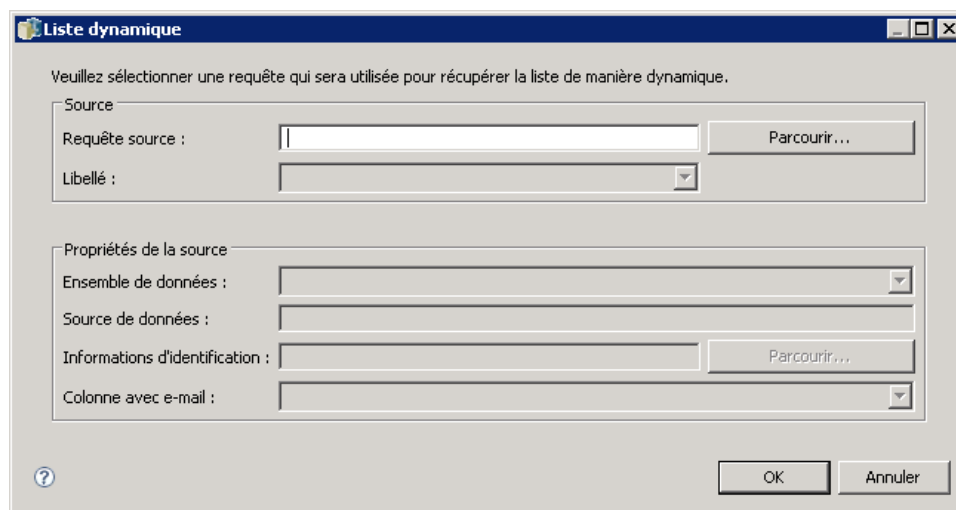 Liste dynamique
Veuillez sélectionner une requête qui sera utilisée pour récupérer la liste de manière dynamique.
Source
Requête source :
Parcourir...
Libellé :
Propriétés de la source
Ensemble de données :
Source de données :
Informations d'identification :
Parcourir...
Colonne avec e-mail :
?
OK
Annuler